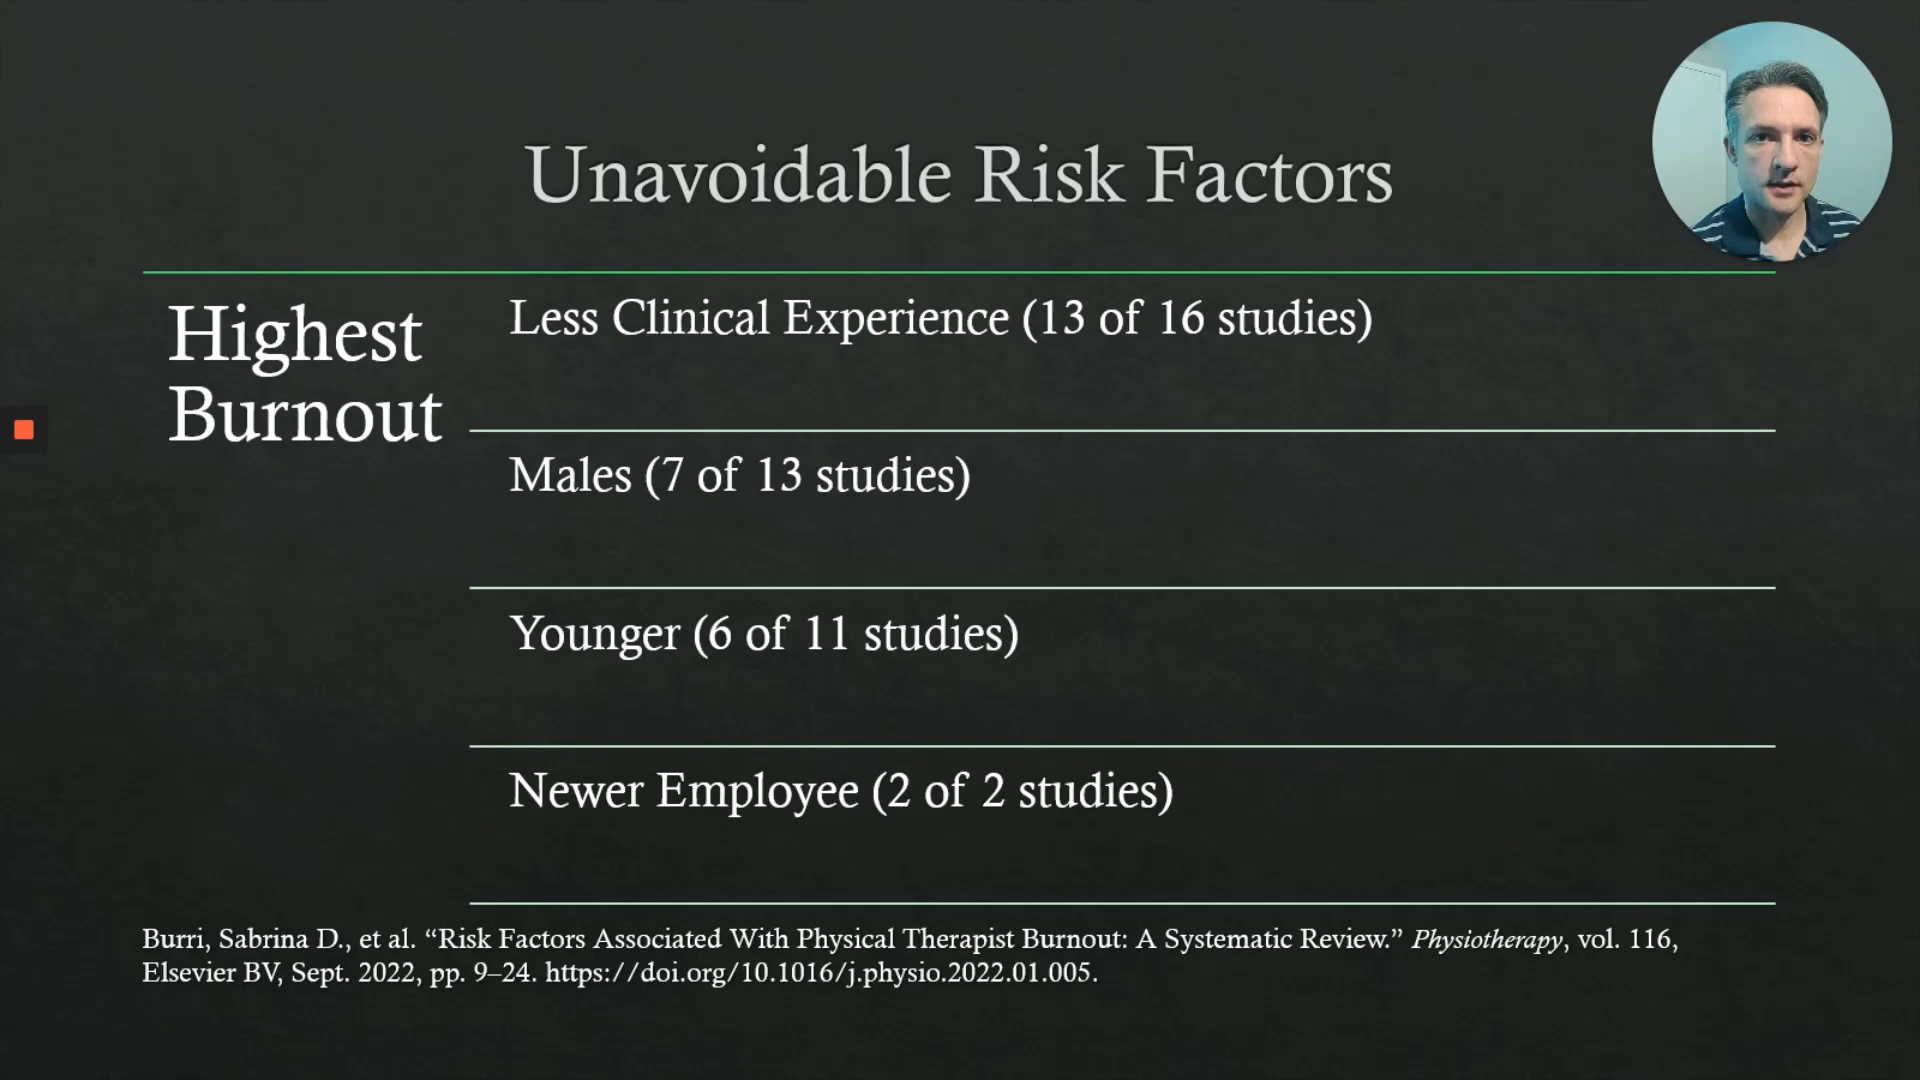 Unavoidable Risk Factors
Highest
Burnout
Less Clinical Experience (13 of 16 studies)
Males (7 of 13 studies)
Younger (6 of 11 studies)
Newer Employee (2 of 2 studies)
Burri, Sabrina D., et al. “Risk Factors Associated With Physical Therapist Burnout: A Systematic Review.” Physiotherapy, vol. 116,
Elsevier BV, Sept. 2022, pp. 9–24. https://doi.org/10.1016/j.physio.2022.01.005.